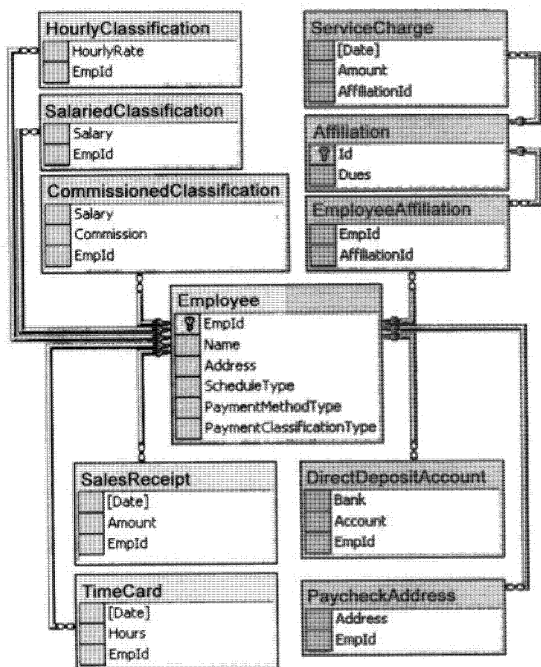 HourlyClassification
HourlyRate
EmpId
SalariedClassification
Salary
EmpId
CommissionedClassification
Salary
Commission
EmpId
ServiceCharge
[Date]
Amount
AffiliationId
Affiliation
Id
Dues
EmployeeAffiliation
EmpId
AffiliationId
Employee
EmpId
Name
Address
ScheduleType
PaymentMethodType
PaymentClassificationType
SalesReceipt
[Date]
Amount
EmpId
TimeCard
[Date]
Hours
EmpId
DirectDepositAccount
Bank
Account
EmpId
PaycheckAddress
Address
EmpId